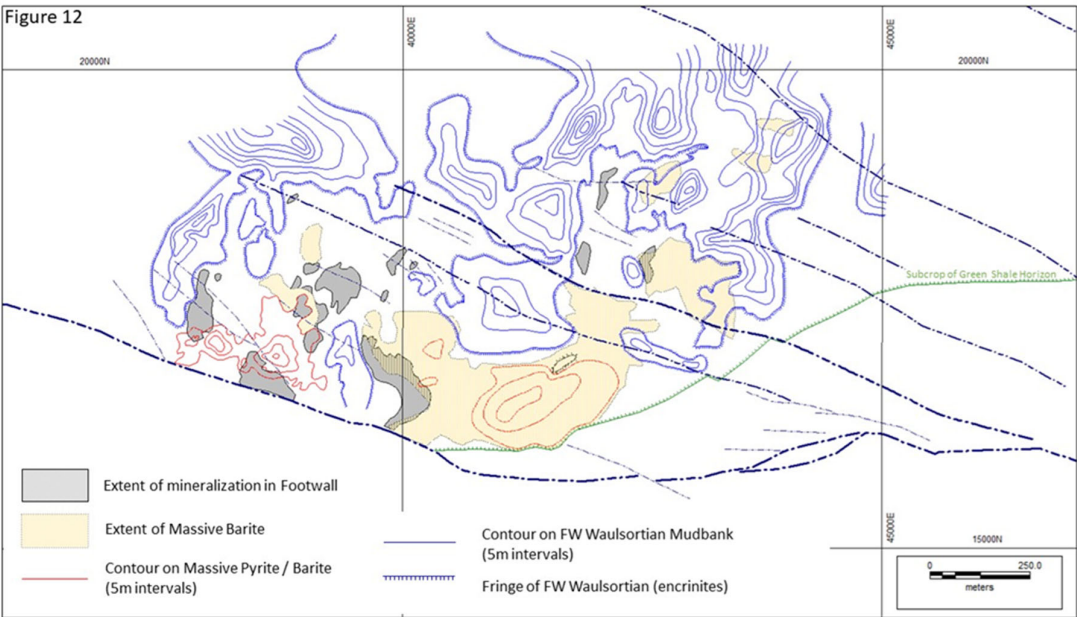 Figure 12
40000E
45000E
20000N
20000N
Subcrop of Green Shale Horizon
Extent of mineralization in Footwall
Extent of Massive Barite
Contour on Massive Pyrite / Barite
(5m intervals)
Contour on FW Waulsortian Mudbank
(5m intervals)
Fringe of FW Waulsortian (encrinites)
45000E
15000N
0 250.0
meters